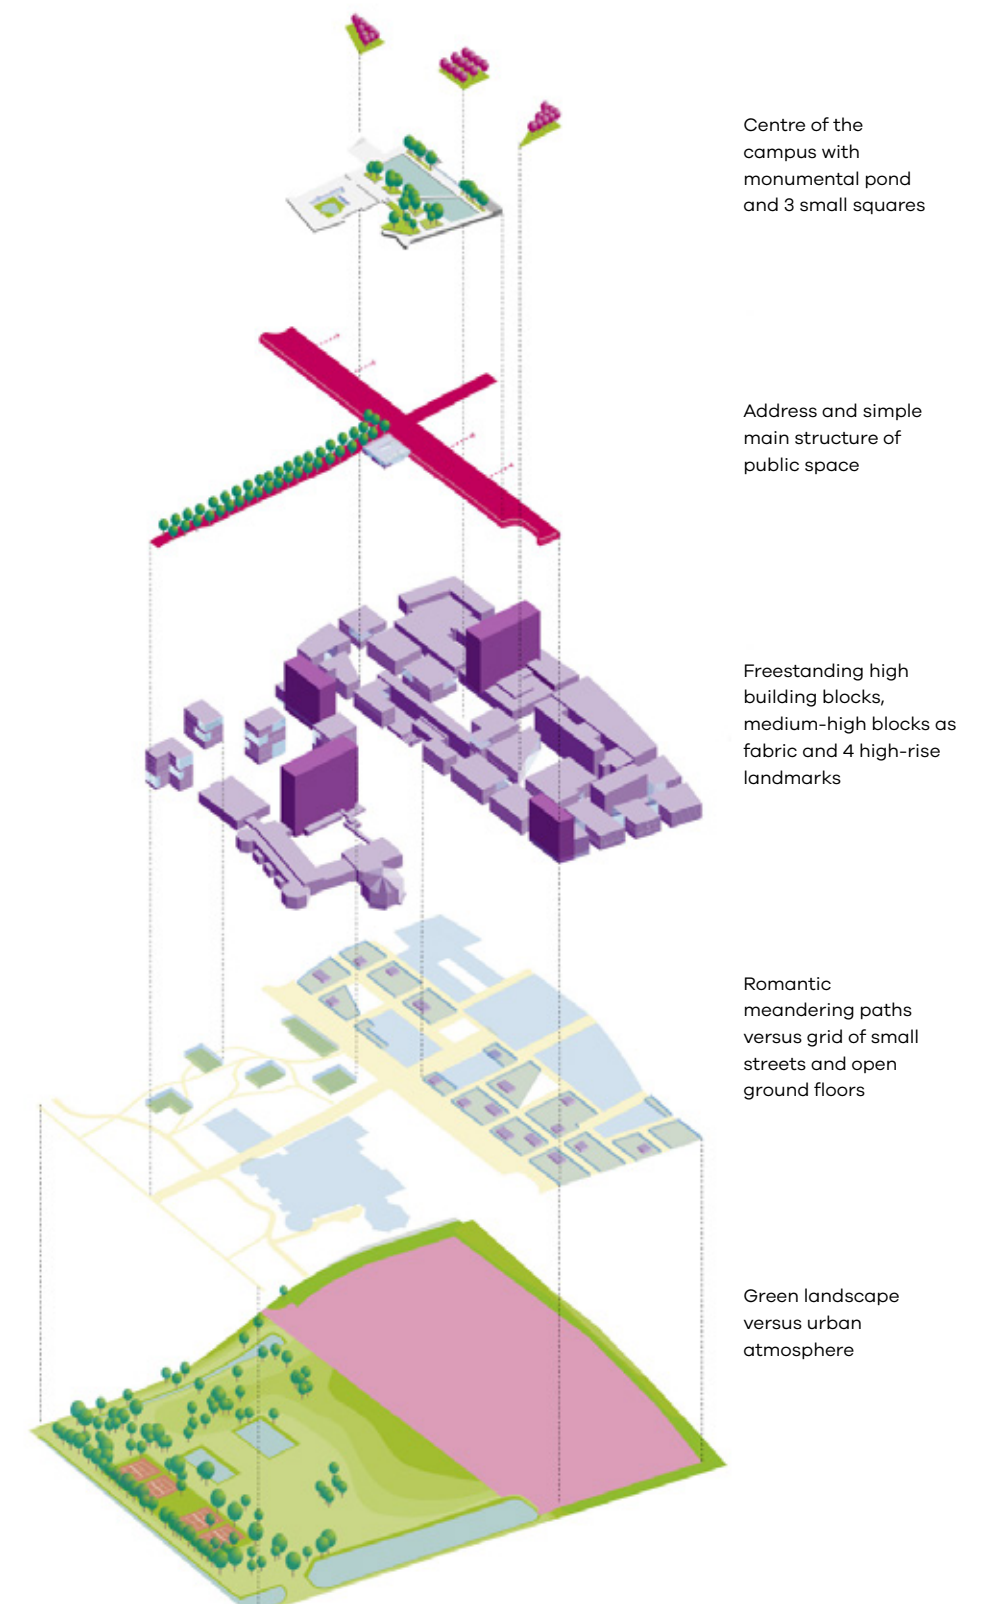 Centre of the
campus with
monumental pond
and 3 small squares
Address and simple
main structure of
public space
Freestanding high
building blocks,
medium-high blocks as
fabric and 4 high-rise
landmarks
Romantic
meandering paths
versus grid of small
streets and open
ground floors
Green landscape
versus urban
atmosphere